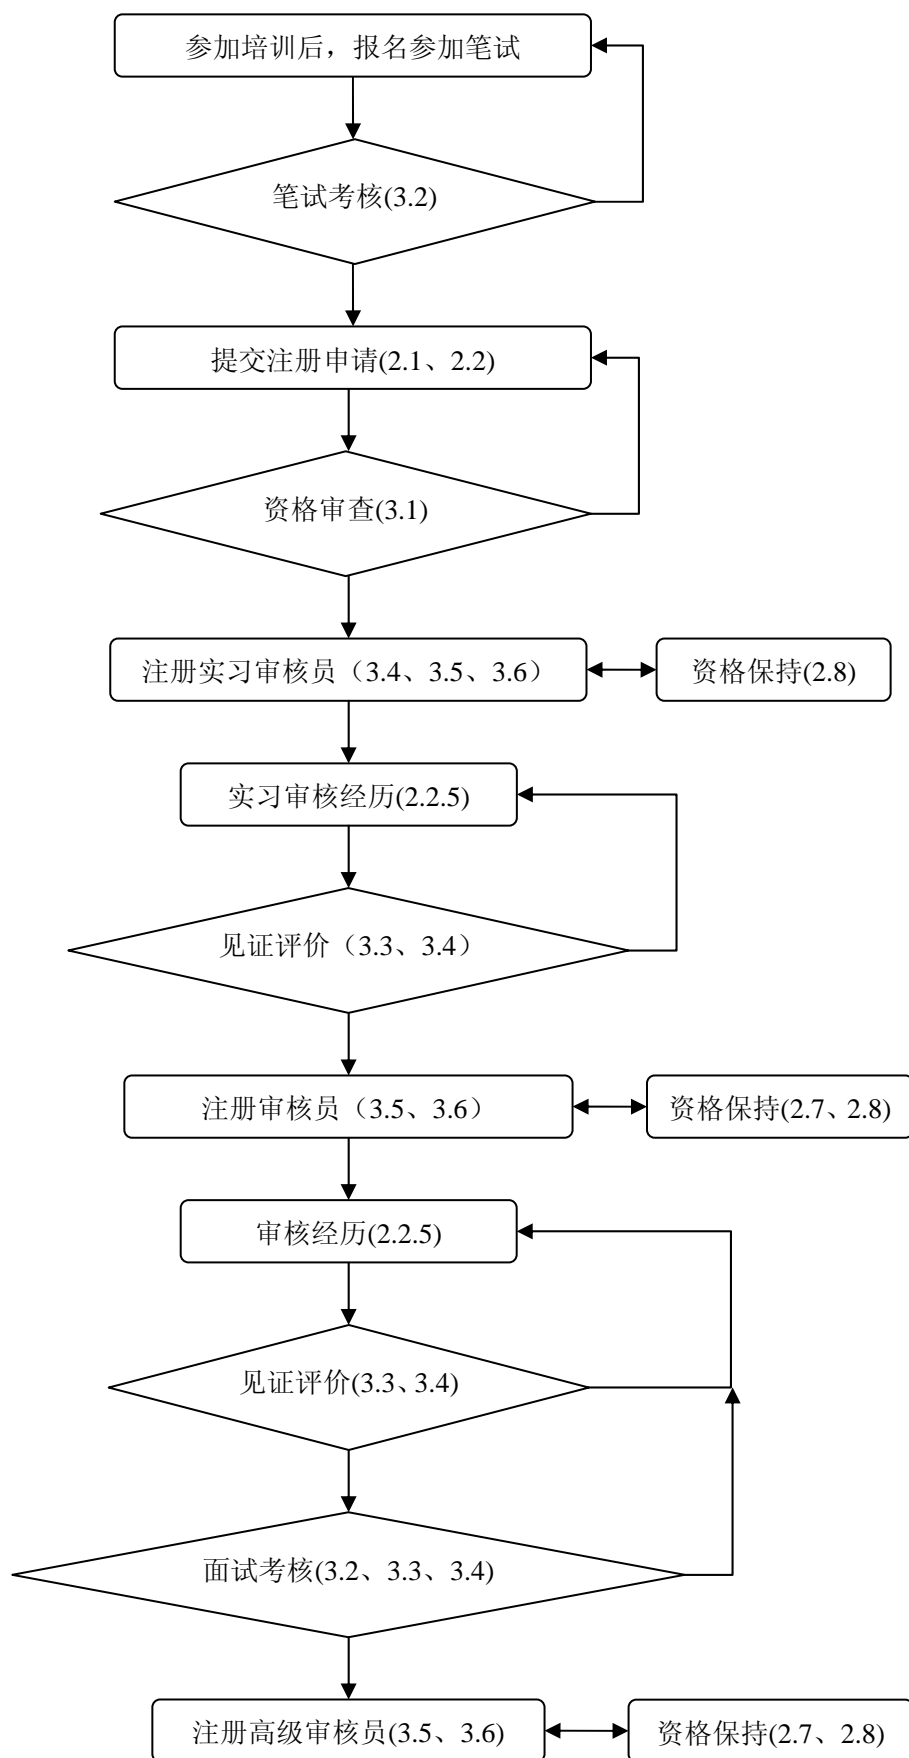 参加培训后，报名参加笔试
笔试考核(3.2)
提交注册申请(2.1、2.2)
资格审查(3.1)
注册实习审核员（3.4、3.5、3.6）
资格保持(2.8)
实习审核经历(2.2.5)
见证评价（3.3、3.4）
注册审核员（3.5、3.6）
资格保持(2.7、2.8)
审核经历(2.2.5)
见证评价(3.3、3.4)
面试考核(3.2、3.3、3.4)
注册高级审核员(3.5、3.6)
资格保持(2.7、2.8)